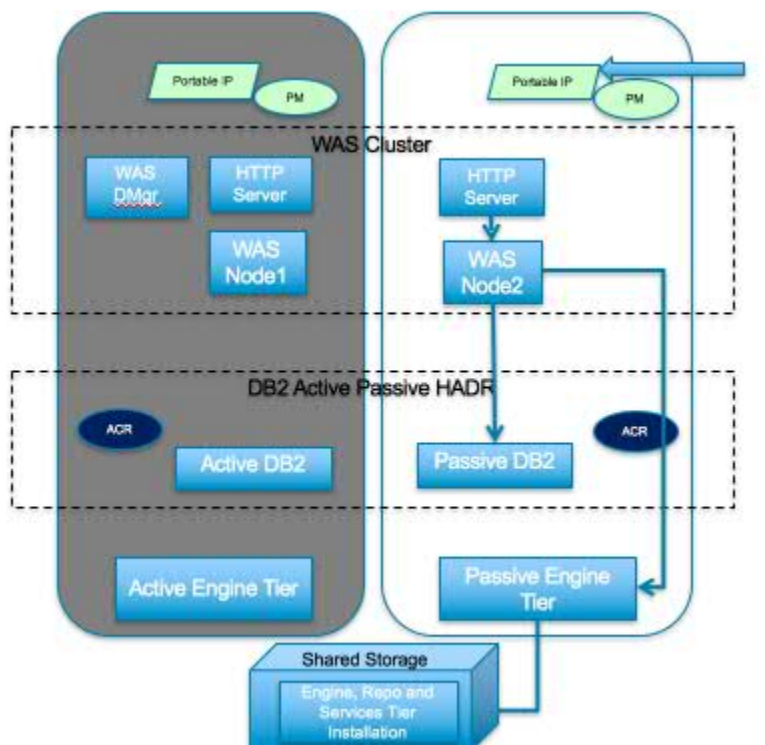 Portable IP
PM
Portable IP
PM
WAS Cluster
WAS
DMgr
HTTP
Server
HTTP
Server
WAS
Node1
WAS
Node2
DB2 Active Passive HADR
ACR
ACR
Active DB2
Passive DB2
Active Engine Tier
Passive Engine
Tier
Shared Storage
Engine, Repo and
Services Tier
Installation